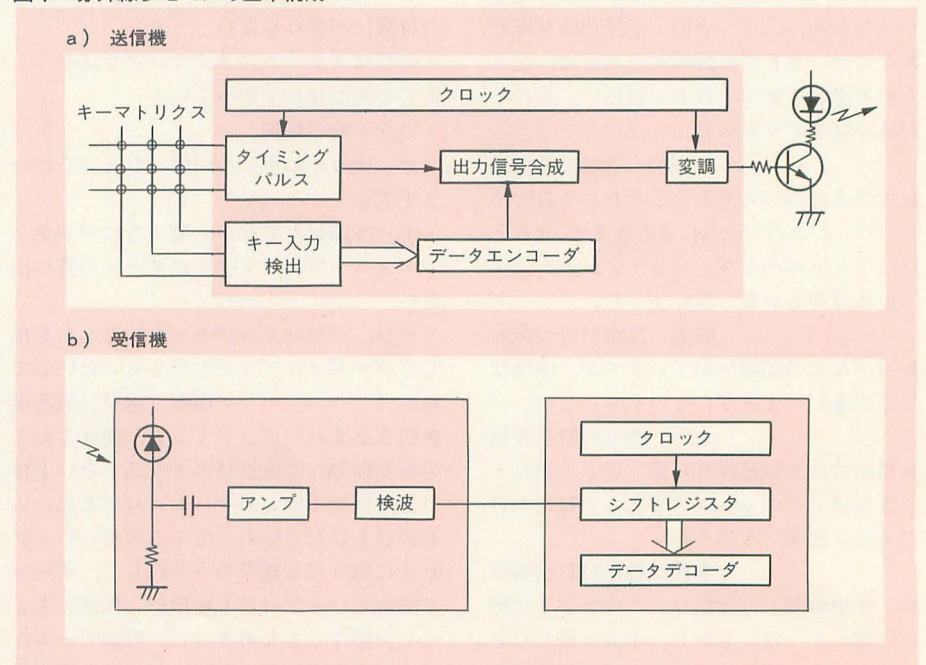 a) 送信機
クロック
キーマトリクス
タイミング
パルス
出力信号合成
変調
キー入力
検出
データエンコーダ
b) 受信機
クロック
アンプ
検波
シフトレジスタ
データデコーダ